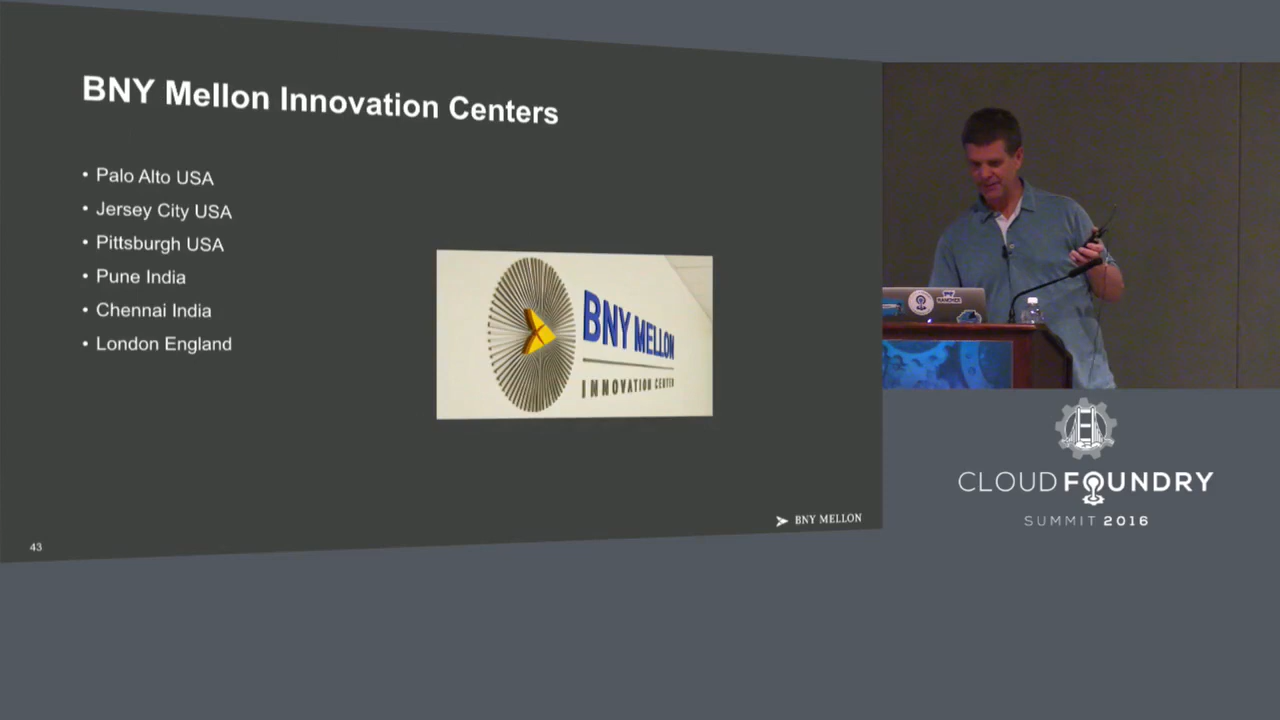 BNY Mellon Innovation Centers
• Palo Alto USA
• Jersey City USA
• Pittsburgh USA
• Pune India
• Chennai India
• London England
BNY MELLON
INNOVATION CENTER
BNY MELLON
43
CLOUD FOUNDRY
SUMMIT 2016